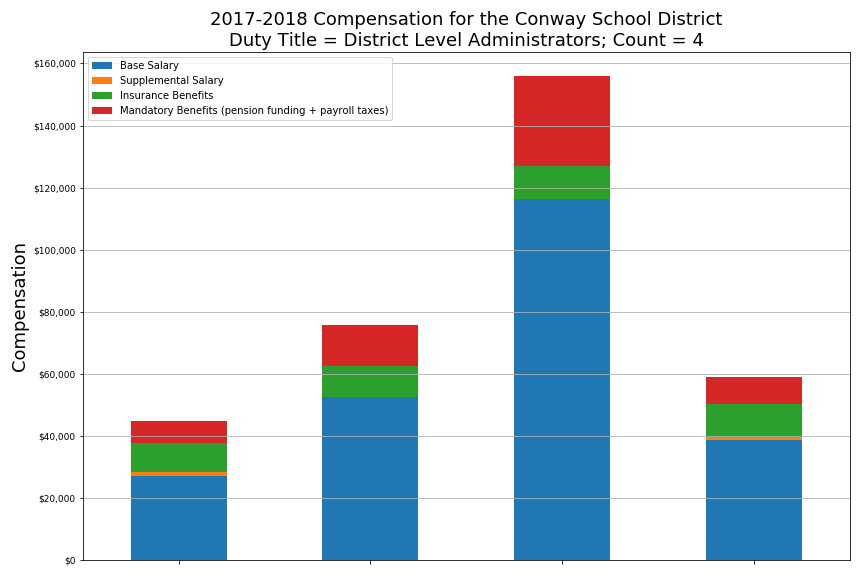 2017-2018 Compensation for the Conway School District
Duty Title = District Level Administrators; Count = 4
Base Salary
Supplemental Salary
Insurance Benefits
Mandatory Benefits (pension funding + payroll taxes)
$160,000
$140,000
$120,000
$100,000
$80,000
$60,000
$40,000
$20,000
$0
Compensation